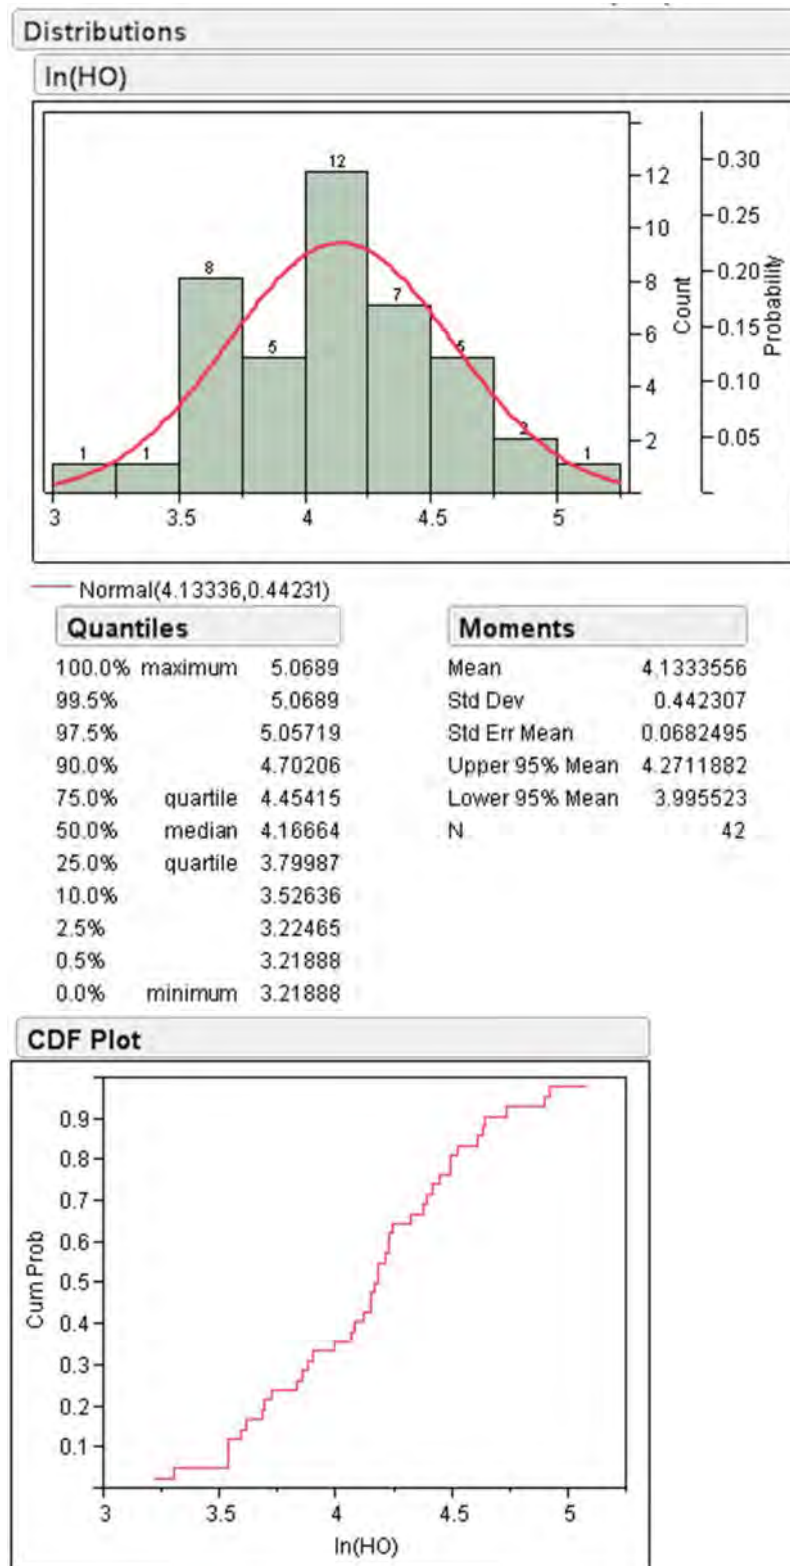 Distributions
ln(HO)
1
1
8
5
12
7
5
2
1
12
10
8
6
4
2
Count
0.30
0.25
0.20
0.15
0.10
0.05
Probability
3
3.5
4
4.5
5
Normal(4.13336,0.44231)
Quantiles
100.0% maximum 5.0689
99.5% 5.0689
97.5% 5.05719
90.0% 4.70206
75.0% quartile 4.45415
50.0% median 4.16664
25.0% quartile 3.79987
10.0% 3.52636
2.5% 3.22465
0.5% 3.21888
0.0% minimum 3.21888
Moments
Mean 4.1333556
Std Dev 0.442307
Std Err Mean 0.0682495
Upper 95% Mean 4.2711882
Lower 95% Mean 3.995523
N 42
CDF Plot
0.9
0.8
0.7
0.6
0.5
0.4
0.3
0.2
0.1
Cum Prob
3
3.5
4
4.5
5
ln(HO)